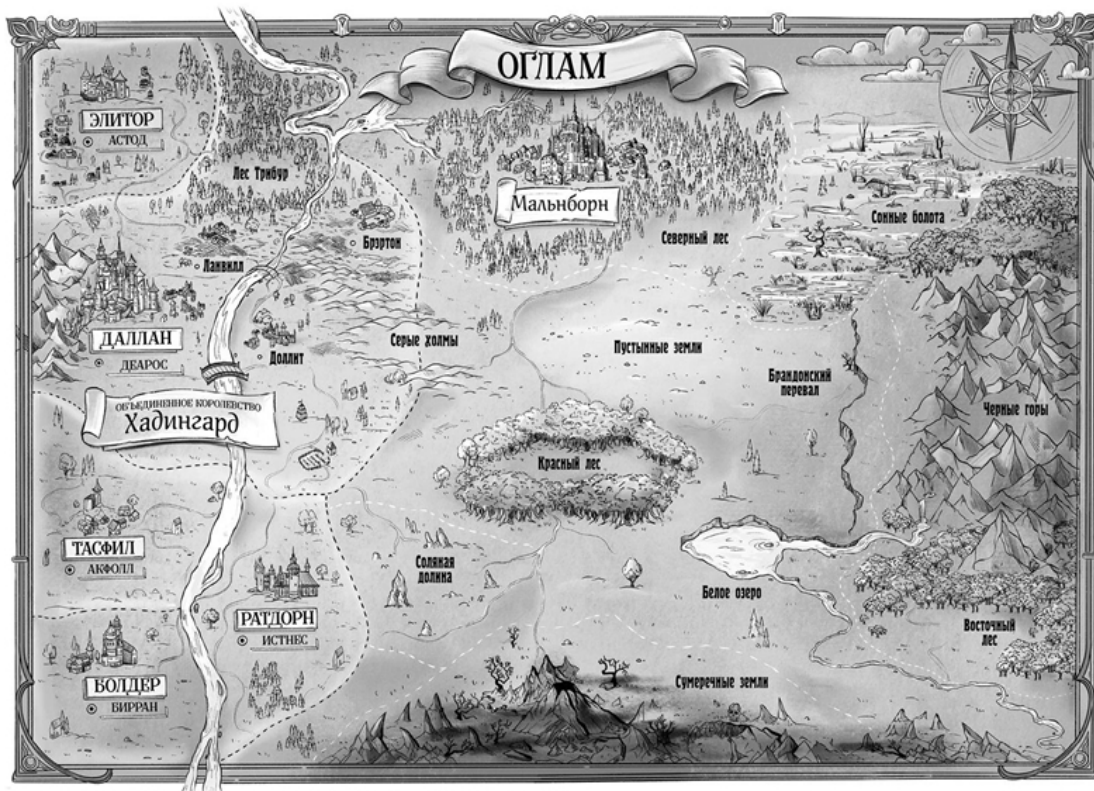 ОГЛАМ
ЭЛИТОР
АСТОД
Лес Трибур
Мальнборн
Северный лес
Сонные болота
Брэртон
Ланвилл
ДАЛЛАН
ДЕАРОС
Доллит
Серые холмы
Пустынные земли
Брандонский
перевал
Черные горы
ОБЪЕДИНЕННОЕ КОРОЛЕВСТВО
Хадингард
Красный лес
ТАСФИЛ
АКФОЛЛ
Соляная
долина
Белое озеро
РАТДОРН
ИСТНЕС
Восточный
лес
БОЛДЕР
БИРРАН
Сумеречные земли